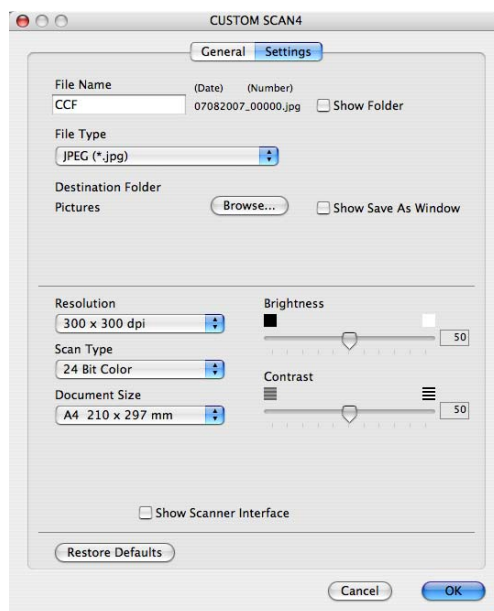 CUSTOM SCAN4
General Settings
File Name (Date) (Number)
CCF 07082007_00000.jpg Show Folder
File Type
JPEG (*.jpg)
Destination Folder
Pictures Browse... Show Save As Window
Resolution Brightness
300 x 300 dpi 50
Scan Type
24 Bit Color Contrast
Document Size
A4 210 x 297 mm 50
Show Scanner Interface
Restore Defaults
Cancel OK